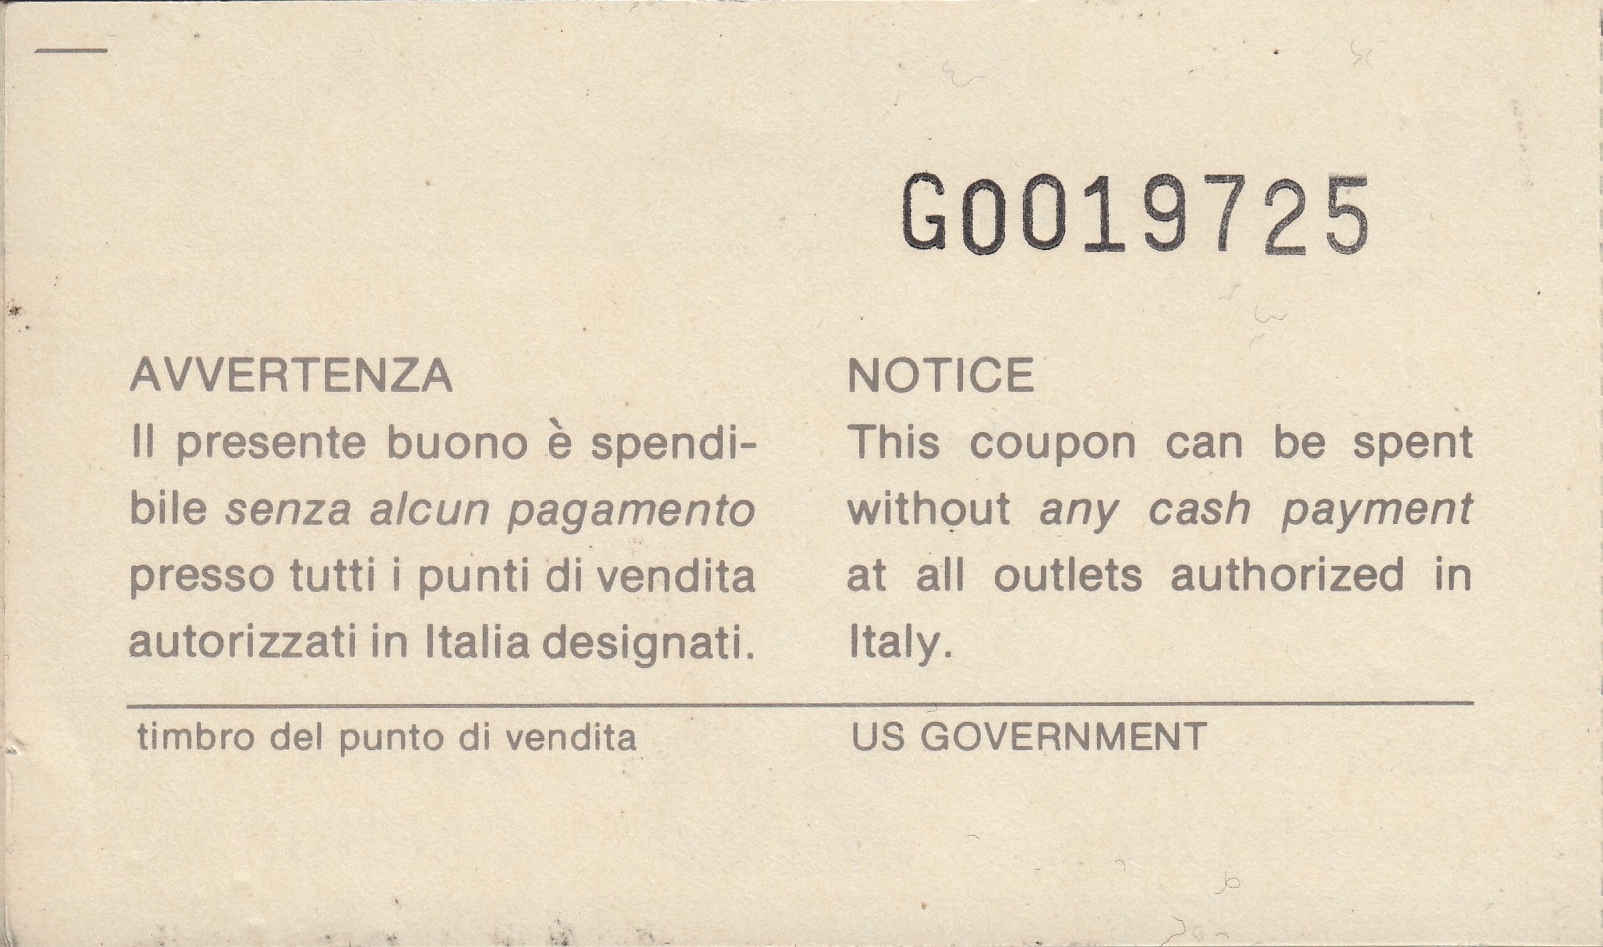 G0019725
AVVERTENZA
Il presente buono è spendi-
bile senza alcun pagamento
presso tutti i punti di vendita
autorizzati in Italia designati.
timbro del punto di vendita
NOTICE
This coupon can be spent
without any cash payment
at all outlets authorized in
Italy.
US GOVERNMENT